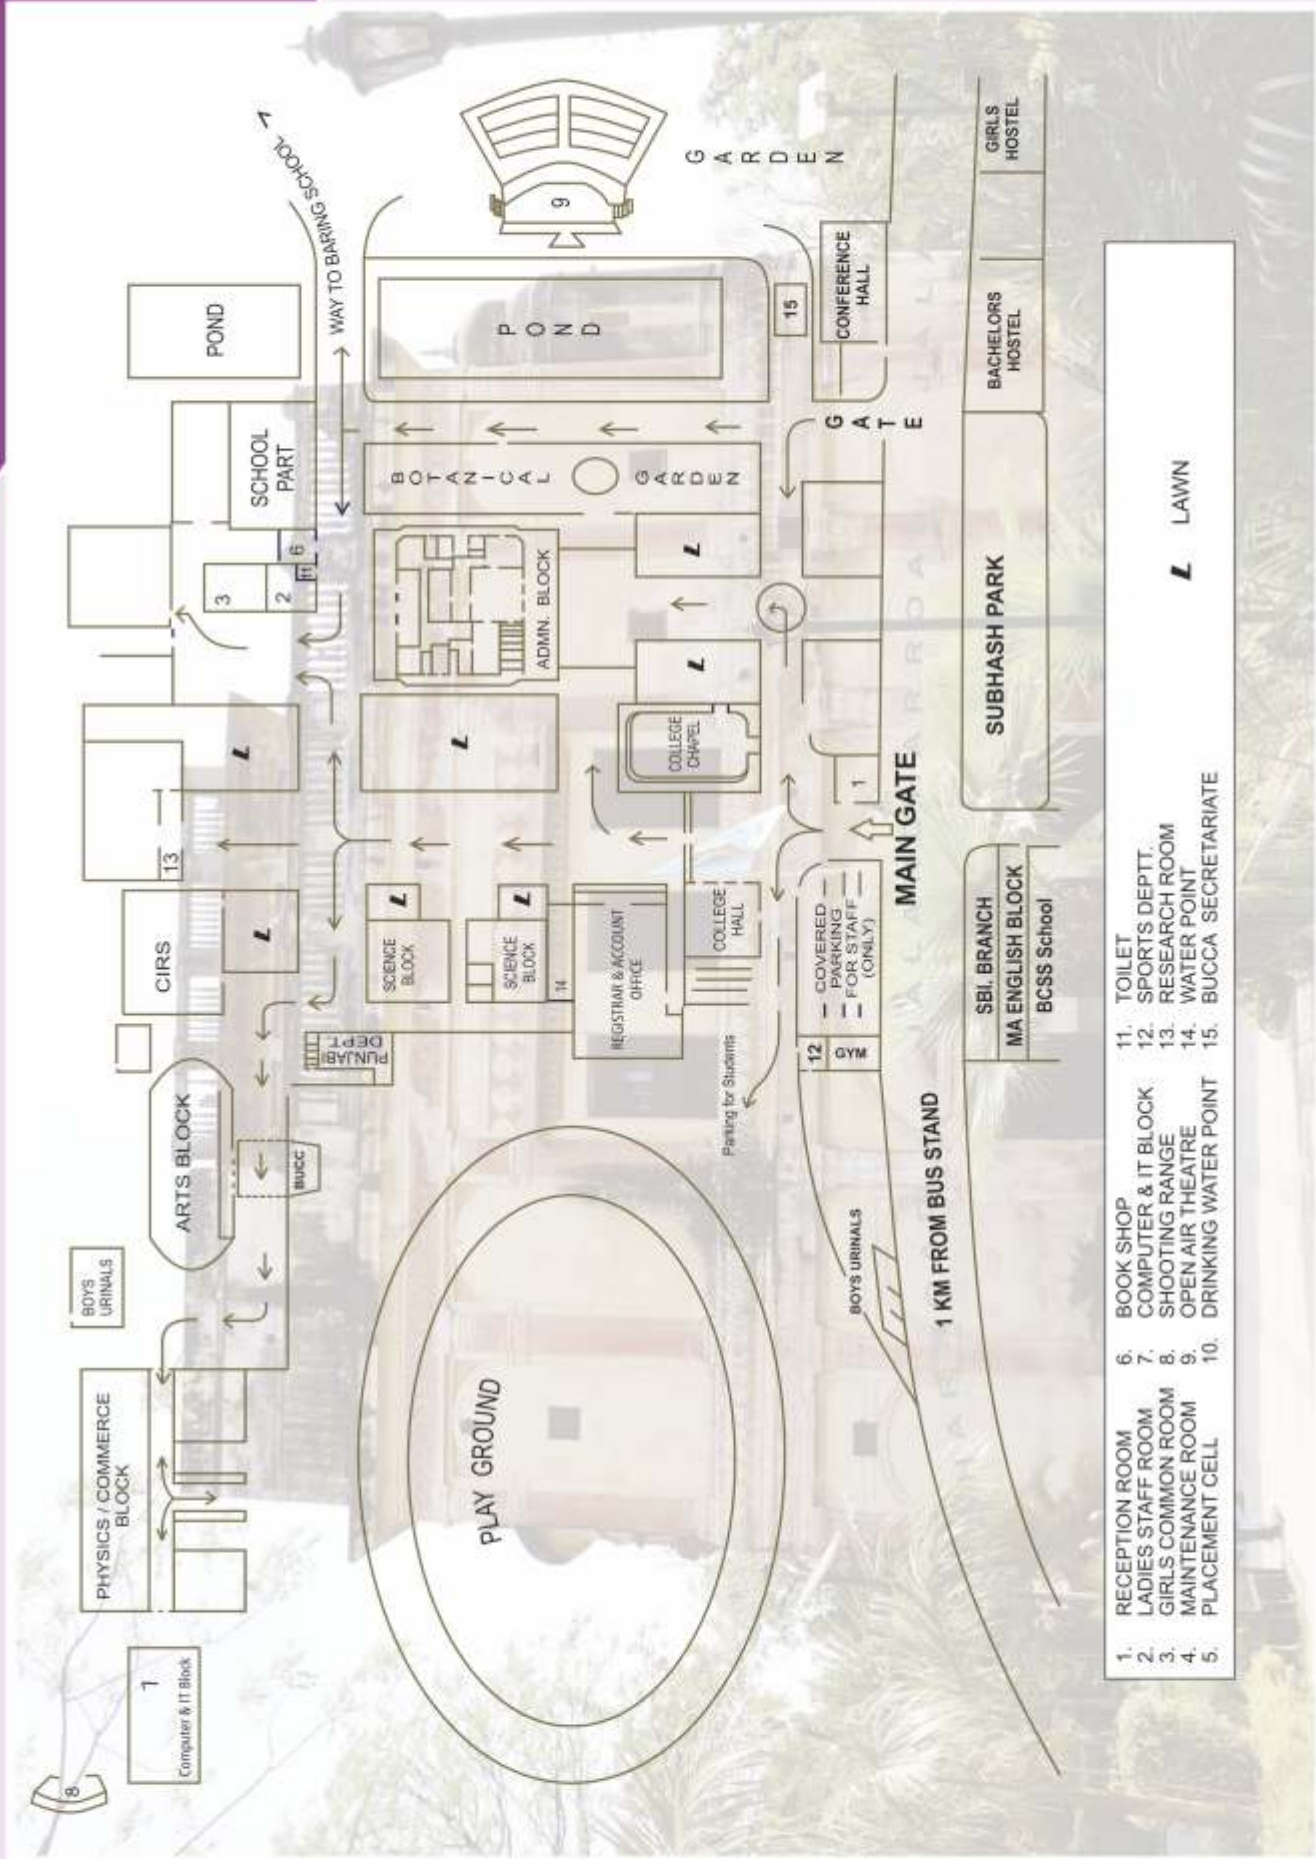 8
7
Computer & IT Block
PHYSICS / COMMERCE
BLOCK
BOYS
URINALS
ARTS BLOCK
BUCC
CIRS
L
13
L
3
2
11
6
SCHOOL
PART
POND
WAY TO BARING SCHOOL
PUNJABI
DEPT.
SCIENCE
BLOCK
L
SCIENCE
BLOCK
L
14
L
ADMN. BLOCK
BOTANICAL GARDEN
POND
9
GARDEN
PLAY GROUND
REGISTRAR & ACCOUNT
OFFICE
COLLEGE
HALL
COLLEGE
CHAPEL
L
L
Parking for Students
15
CONFERENCE
HALL
GATE
BOYS URINALS
12
GYM
COVERED
PARKING
FOR STAFF
(ONLY)
1
MAIN GATE
1 KM FROM BUS STAND
SBI. BRANCH
MA ENGLISH BLOCK
BCSS School
SUBHASH PARK
BACHELORS
HOSTEL
GIRLS
HOSTEL
1. RECEPTION ROOM
2. LADIES STAFF ROOM
3. GIRLS COMMON ROOM
4. MAINTENANCE ROOM
5. PLACEMENT CELL
6. BOOK SHOP
7. COMPUTER & IT BLOCK
8. SHOOTING RANGE
9. OPEN AIR THEATRE
10. DRINKING WATER POINT
11. TOILET
12. SPORTS DEPTT.
13. RESEARCH ROOM
14. WATER POINT
15. BUCCA SECRETARIATE
L LAWN